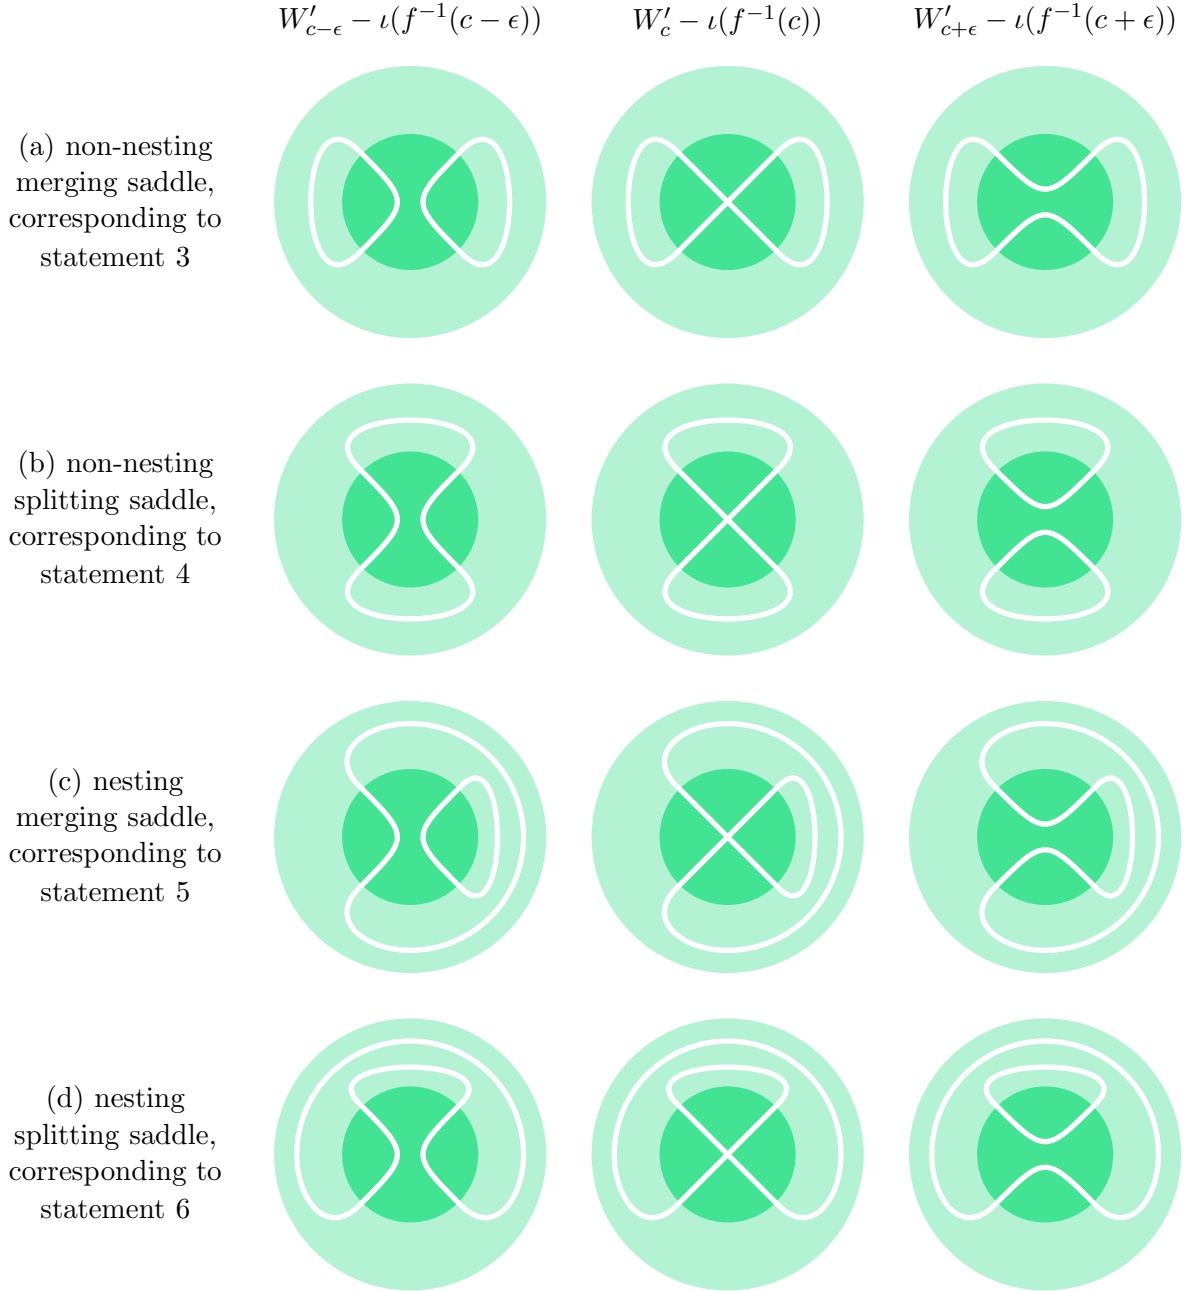 W′_{c−ϵ} − ι(f^{−1}(c − ϵ)) W′_c − ι(f^{−1}(c)) W′_{c+ϵ} − ι(f^{−1}(c + ϵ))
(a) non-nesting
merging saddle,
corresponding to
statement 3
(b) non-nesting
splitting saddle,
corresponding to
statement 4
(c) nesting
merging saddle,
corresponding to
statement 5
(d) nesting
splitting saddle,
corresponding to
statement 6